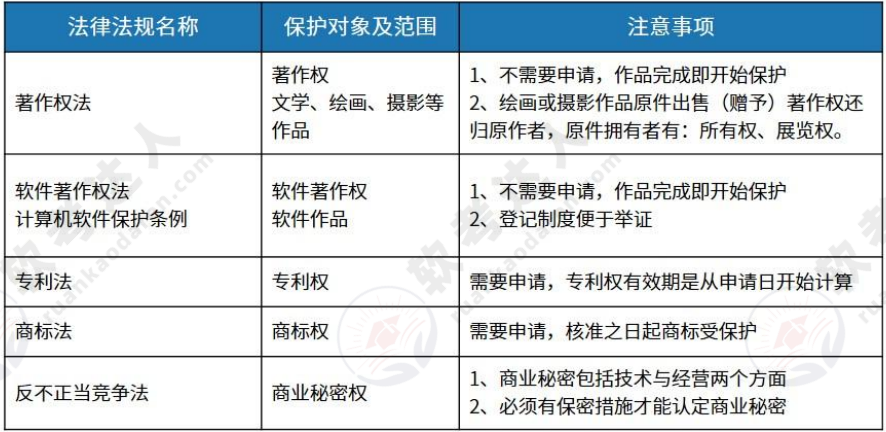 法律法规名称 保护对象及范围 注意事项
著作权法
著作权
文学、绘画、摄影等
作品
1、不需要申请，作品完成即开始保护
2、绘画或摄影作品原件出售（赠予）著作权还
归原作者，原件拥有者有：所有权、展览权。
软件著作权法
计算机软件保护条例
软件著作权
软件作品
1、不需要申请，作品完成即开始保护
2、登记制度便于举证
专利法 专利权 需要申请，专利权有效期是从申请日开始计算
商标法 商标权 需要申请，核准之日起商标受保护
反不正当竞争法
商业秘密权
1、商业秘密包括技术与经营两个方面
2、必须有保密措施才能认定商业秘密
软考达人
ruankaodaren.com
软考达人
ruankaodaren.com